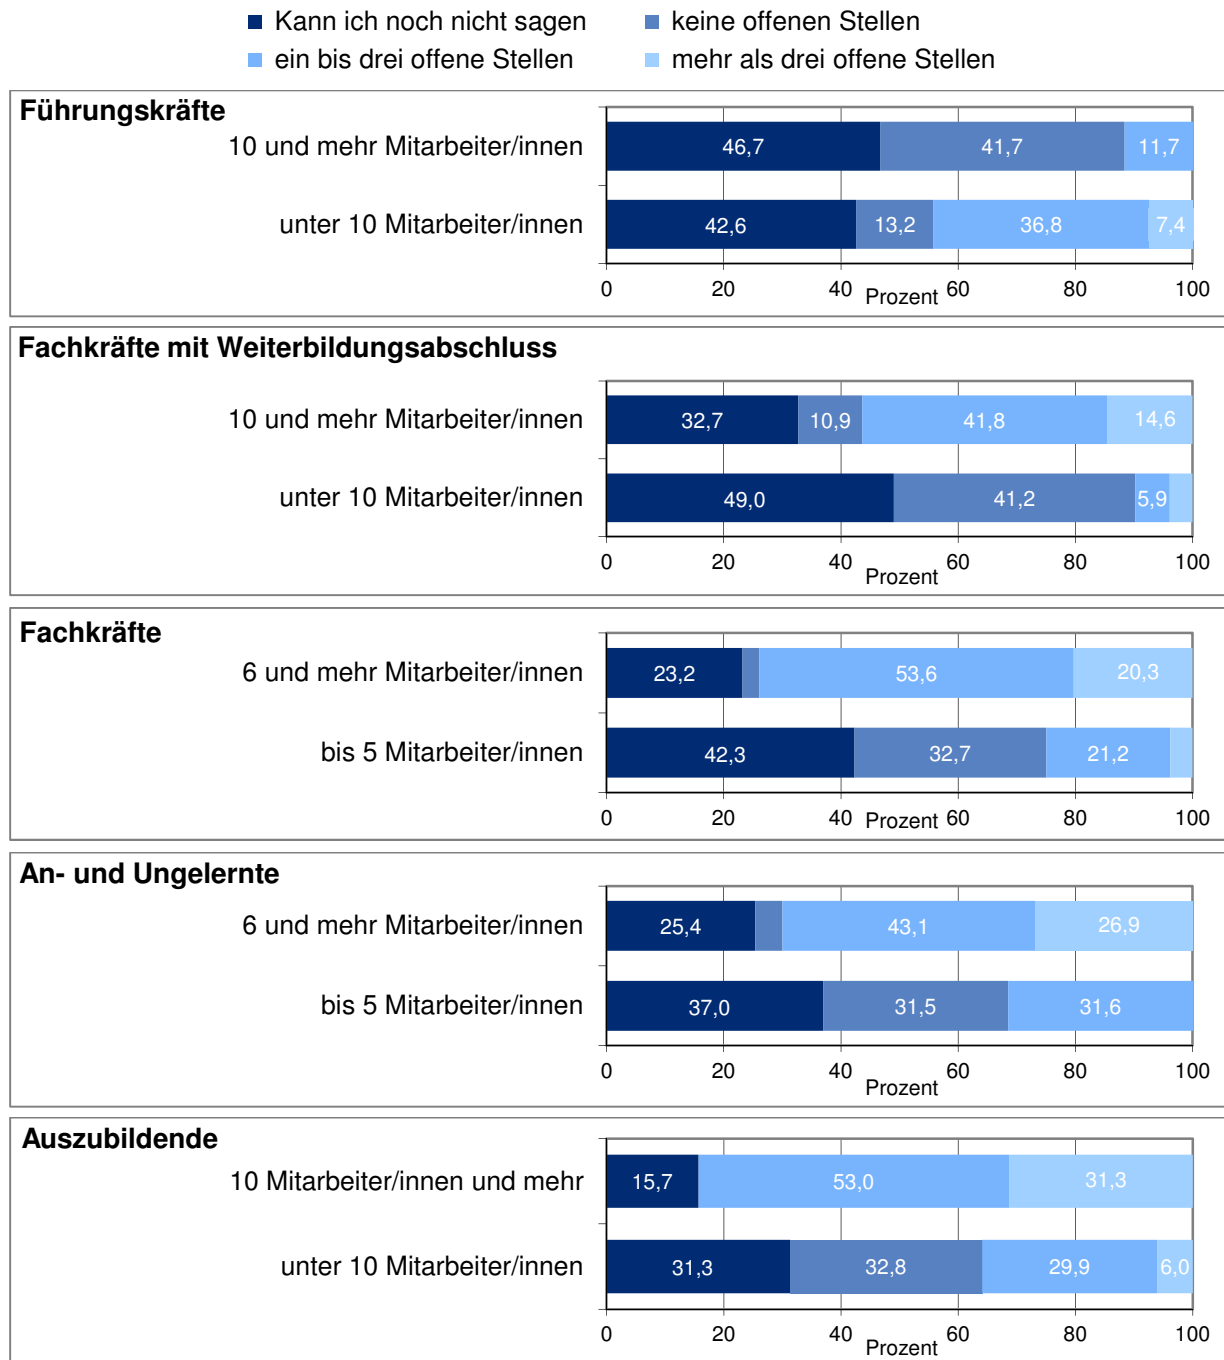 Kann ich noch nicht sagen keine offenen Stellen
ein bis drei offene Stellen mehr als drei offene Stellen
Führungskräfte
10 und mehr Mitarbeiter/innen 46,7 41,7 11,7
unter 10 Mitarbeiter/innen 42,6 13,2 36,8 7,4
0 20 40 60 80 100
Prozent
Fachkräfte mit Weiterbildungsabschluss
10 und mehr Mitarbeiter/innen 32,7 10,9 41,8 14,6
unter 10 Mitarbeiter/innen 49,0 41,2 5,9
0 20 40 60 80 100
Prozent
Fachkräfte
6 und mehr Mitarbeiter/innen 23,2 53,6 20,3
bis 5 Mitarbeiter/innen 42,3 32,7 21,2
0 20 40 60 80 100
Prozent
An- und Ungelernte
6 und mehr Mitarbeiter/innen 25,4 43,1 26,9
bis 5 Mitarbeiter/innen 37,0 31,5 31,6
0 20 40 60 80 100
Prozent
Auszubildende
10 Mitarbeiter/innen und mehr 15,7 53,0 31,3
unter 10 Mitarbeiter/innen 31,3 32,8 29,9 6,0
0 20 40 60 80 100
Prozent